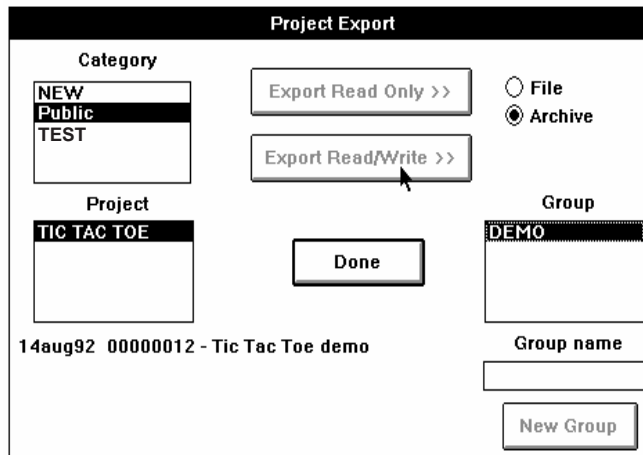 Project Export
Category
NEW
Public
TEST
Export Read Only >>
Export Read/Write >>
File
Archive
Project
TIC TAC TOE
Done
Group
DEMO
14aug92 00000012 - Tic Tac Toe demo
Group name
New Group